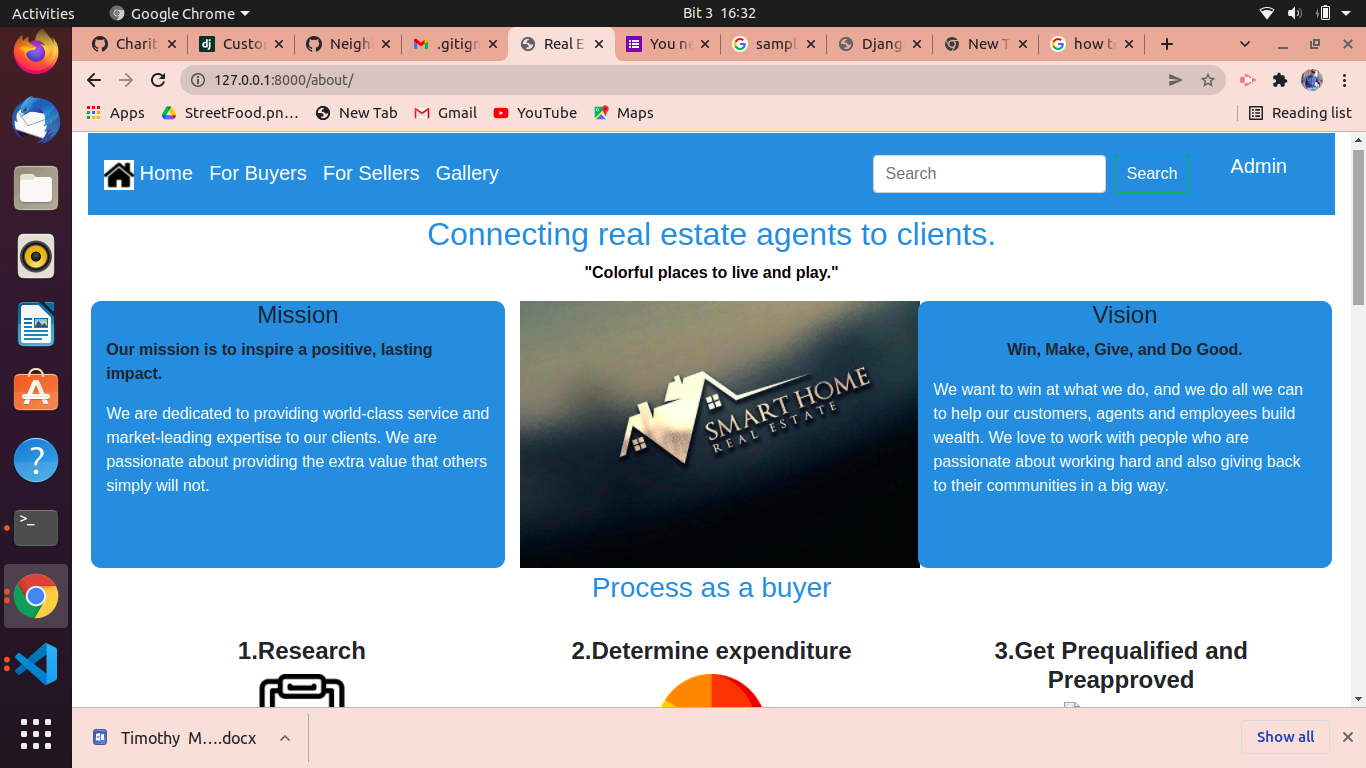 Activities
Google Chrome
Bit 3 16:32
Charit
Custo
Neigh
.gitign
Real E
You ne
sampl
Djang
New T
how to
127.0.0.1:8000/about/
Apps
StreetFood.pn...
New Tab
Gmail
YouTube
Maps
Reading list
Home For Buyers For Sellers Gallery
Search
Search
Admin
Connecting real estate agents to clients.
"Colorful places to live and play."
Mission
Our mission is to inspire a positive, lasting
impact.
We are dedicated to providing world-class service and
market-leading expertise to our clients. We are
passionate about providing the extra value that others
simply will not.
SMART HOME
REAL ESTATE
Vision
Win, Make, Give, and Do Good.
We want to win at what we do, and we do all we can
to help our customers, agents and employees build
wealth. We love to work with people who are
passionate about working hard and also giving back
to their communities in a big way.
Process as a buyer
1.Research
2.Determine expenditure
3.Get Prequalified and
Preapproved
Timothy M....docx
Show all